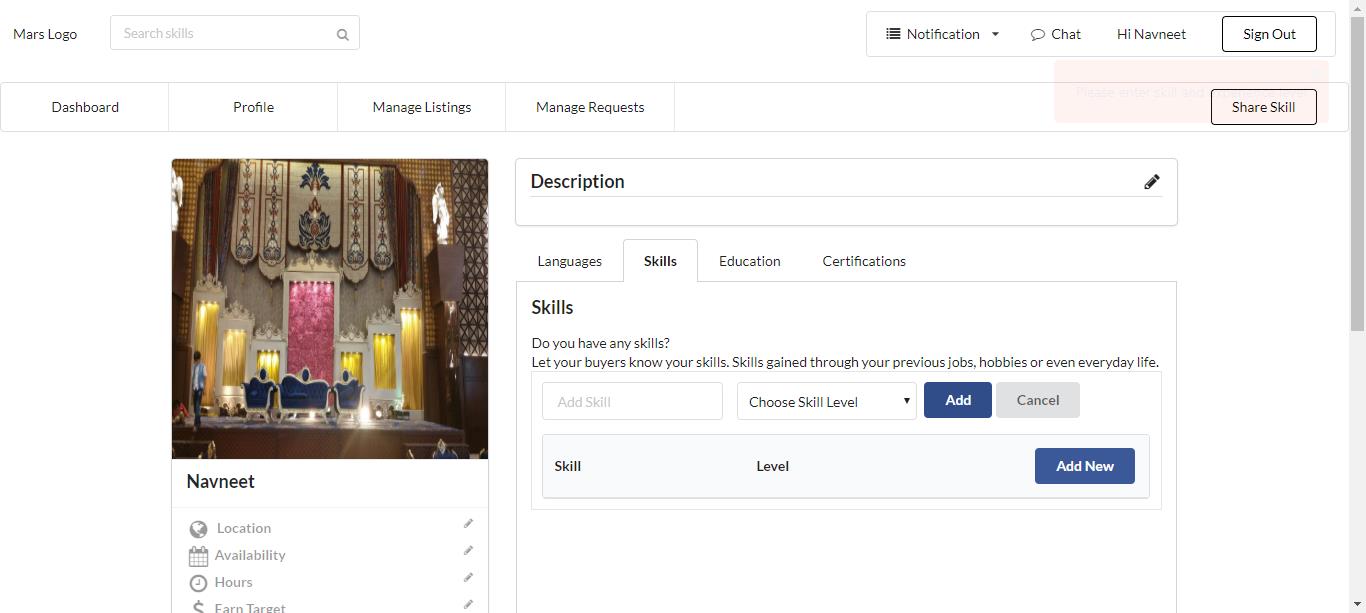 Mars Logo
Search skills
Notification
Chat
Hi Navneet
Sign Out
Please enter skill and experience level
Dashboard
Profile
Manage Listings
Manage Requests
Share Skill
Description
Languages
Skills
Education
Certifications
Skills
Do you have any skills?
Let your buyers know your skills. Skills gained through your previous jobs, hobbies or even everyday life.
Add Skill
Choose Skill Level
Add
Cancel
Skill
Level
Add New
Navneet
Location
Availability
Hours
Earn Target